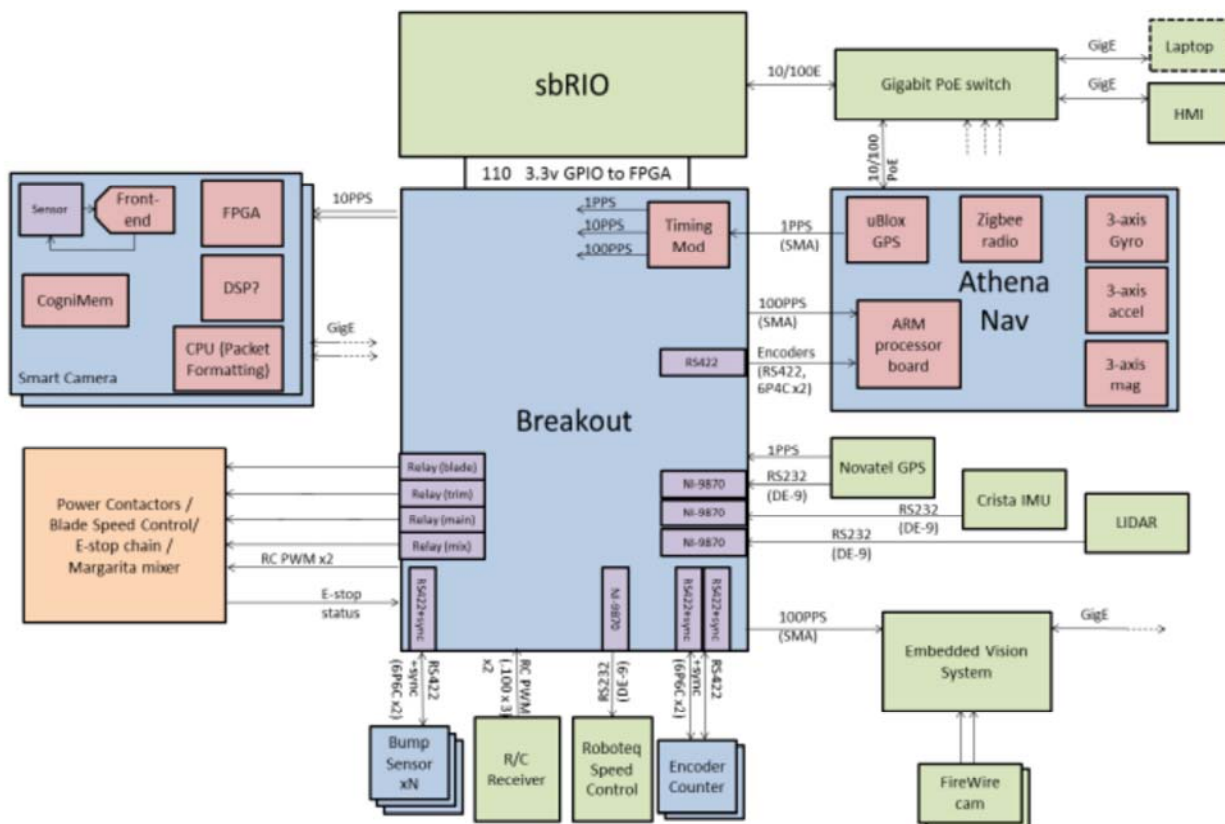 sbRIO
10/100E
Gigabit PoE switch
GigE
Laptop
GigE
HMI
110 3.3v GPIO to FPGA
10/100
PoE
Sensor
Front-
end
FPGA
CogniMem
DSP?
CPU (Packet
Formatting)
Smart Camera
10PPS
GigE
1PPS
10PPS
100PPS
Timing
Mod
1PPS
(SMA)
uBlox
GPS
Zigbee
radio
3-axis
Gyro
Athena
Nav
3-axis
accel
100PPS
(SMA)
ARM
processor
board
3-axis
mag
RS422
Encoders
(RS422,
6P4C x2)
Breakout
Power Contactors /
Blade Speed Control/
E-stop chain /
Margarita mixer
Relay (blade)
Relay (trim)
Relay (main)
Relay (mix)
RC PWM x2
E-stop
status
NI-9870
NI-9870
NI-9870
1PPS
RS232
(DE-9)
Novatel GPS
RS232
(DE-9)
Crista IMU
RS232
(DE-9)
LIDAR
RS422+sync
NI-9870
RS422+sync
RS422+sync
100PPS
(SMA)
GigE
Embedded Vision
System
RS422
+sync
(6P6C x2)
RC PWM
(.100 x 3)
x2
RS232
(DE-9)
RS422
+sync
(6P6C x2)
Bump
Sensor
xN
R/C
Receiver
Roboteq
Speed
Control
Encoder
Counter
FireWire
cam